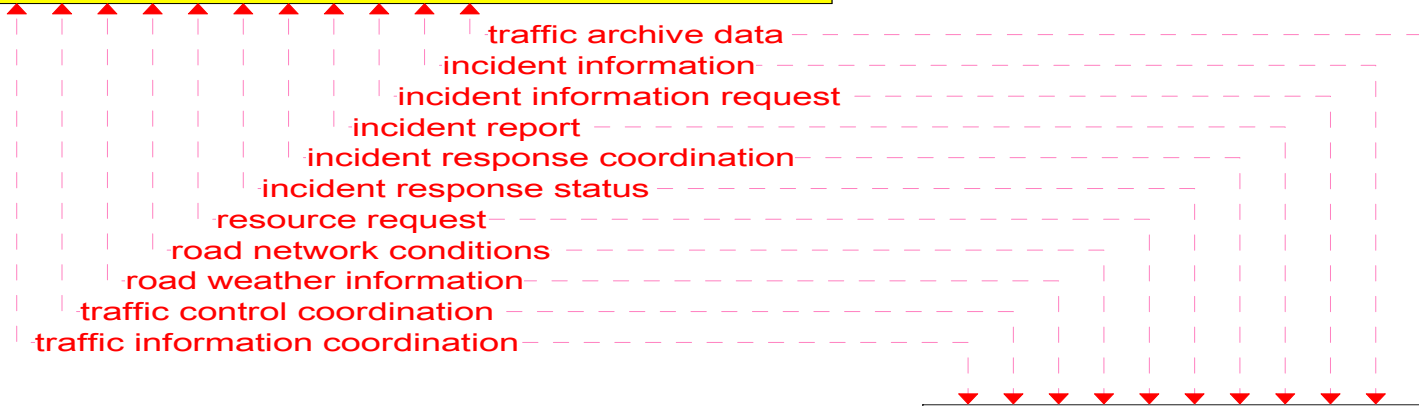 traffic archive data
incident information
incident information request
incident report
incident response coordination
incident response status
resource request
road network conditions
road weather information
traffic control coordination
traffic information coordination